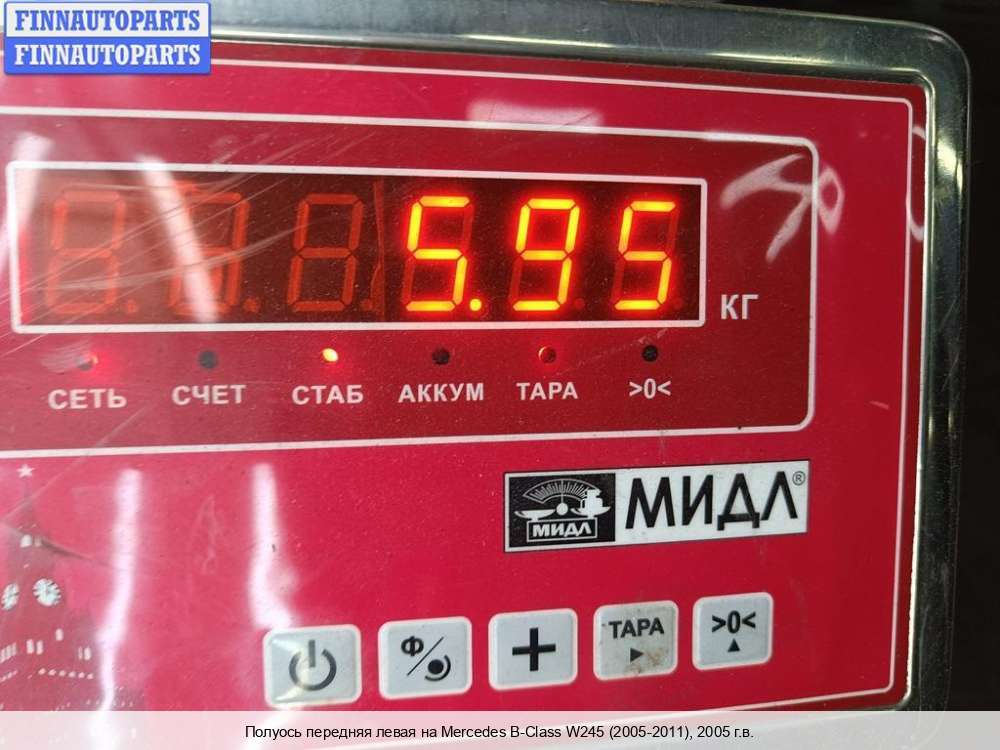 FINNAUTOPARTS
FINNAUTOPARTS
5.95
КГ
СЕТЬ СЧЕТ СТАБ АККУМ ТАРА >0<
МИДЛ МИДЛ®
Ф ТАРА >0<
Полуось передняя левая на Mercedes B-Class W245 (2005-2011), 2005 г.в.